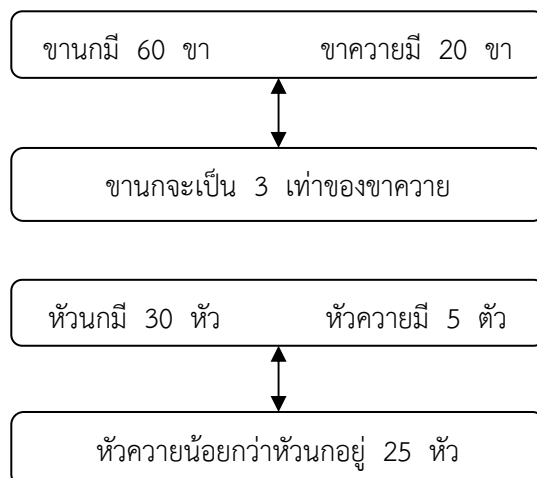 ขานกมี 60 ขา ขาควายมี 20 ขา
ขานกจะเป็น 3 เท่าของขาควาย
หัวนกมี 30 หัว หัวควายมี 5 ตัว
หัวควายน้อยกว่าหัวนกอยู่ 25 หัว